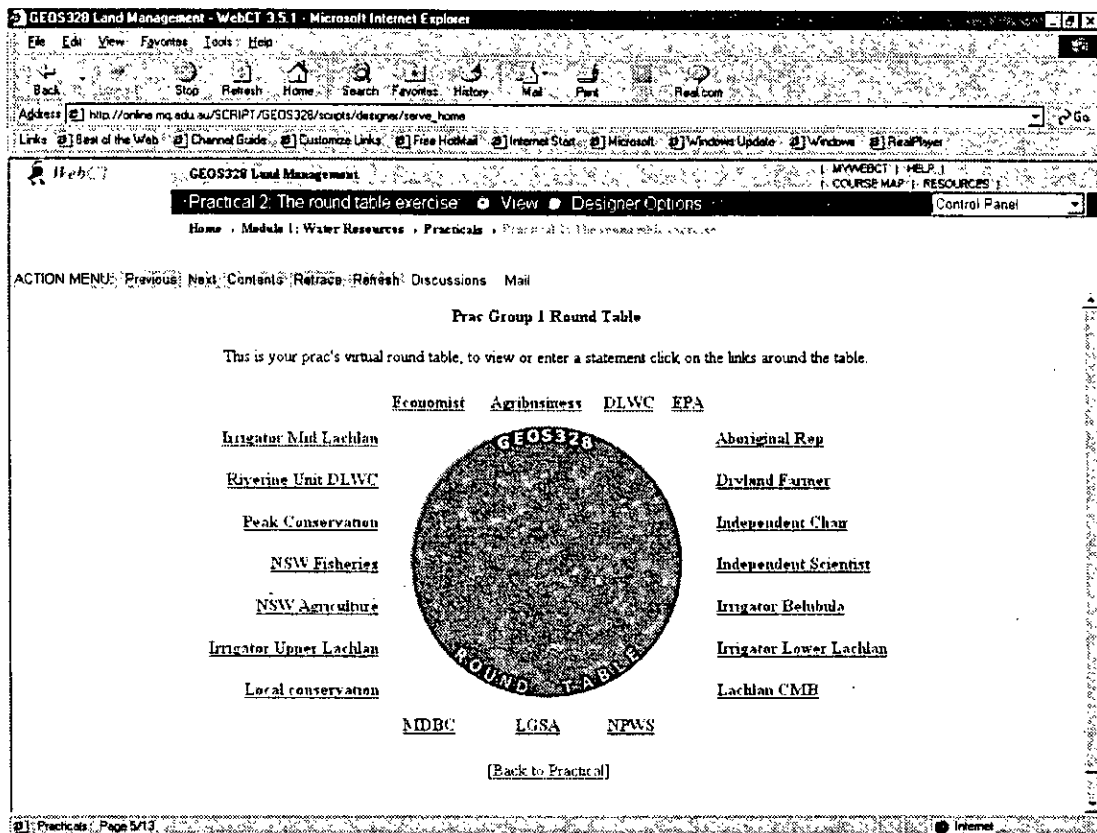 GEOS328 Land Management - WebCT 3.5.1 - Microsoft Internet Explorer
File Edit View Favorites Tools Help
Back Stop Refresh Home Search Favorites History Mail Print Real.com
Address http://online.mq.edu.au/SCRIPT/GEOS328/scripts/designer/serve_home Go
Links Best of the Web Channel Guide Customize Links Free HotMail Internet Start Microsoft Windows Update Windows RealPlayer
WebCT GEOS328 Land Management [ MYWEBCT ] [ HELP ]
[ COURSE MAP ] [ RESOURCES ]
Practical 2: The round table exercise View Designer Options Control Panel
Home › Module 1: Water Resources › Practicals › Practical 2: The round table exercise
ACTION MENU: Previous Next Contents Retrace Refresh Discussions Mail
Prac Group 1 Round Table
This is your prac's virtual round table, to view or enter a statement click on the links around the table.
Economist Agribusiness DLWC EPA
Irrigator Mid Lachlan GEOS328 Aboriginal Rep
Riverine Unit DLWC Dryland Farmer
Peak Conservation Independent Chair
NSW Fisheries Independent Scientist
NSW Agriculture Irrigator Belubula
Irrigator Upper Lachlan Irrigator Lower Lachlan
Local conservation ROUND TABLE Lachlan CMB
MDBC LGSA NPWS
[Back to Practical]
Practicals Page 5/13 Internet